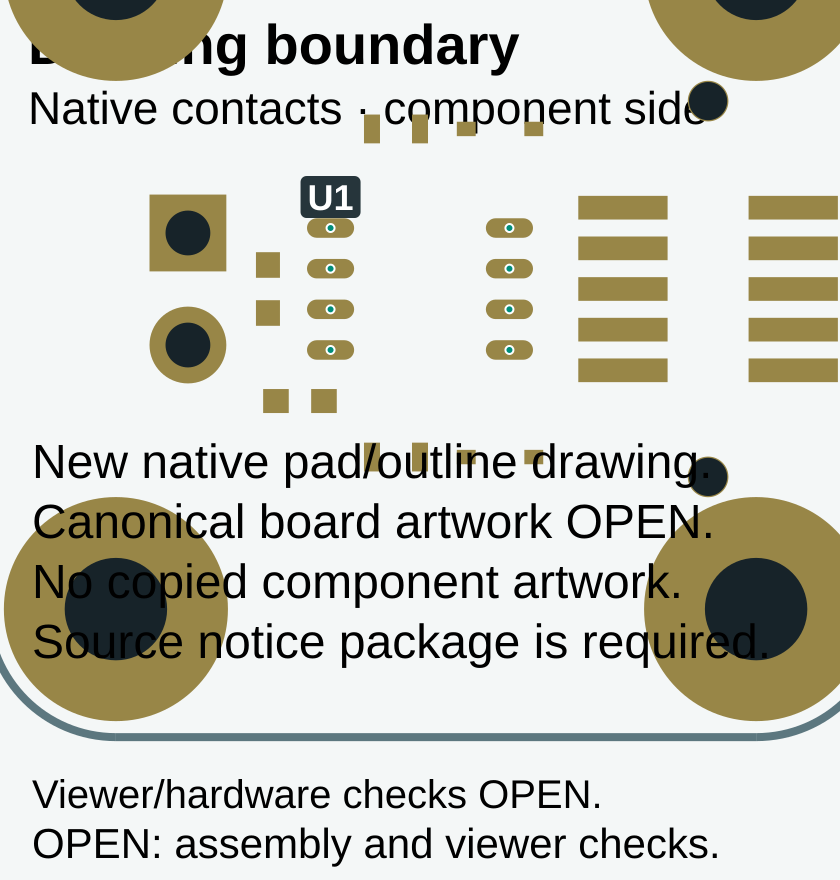 boundary
Native contacts · component side
U1
New native pad/outline drawing.
Canonical board artwork OPEN.
No copied component artwork.
Source notice package is required.
Viewer/hardware checks OPEN.
OPEN: assembly and viewer checks.